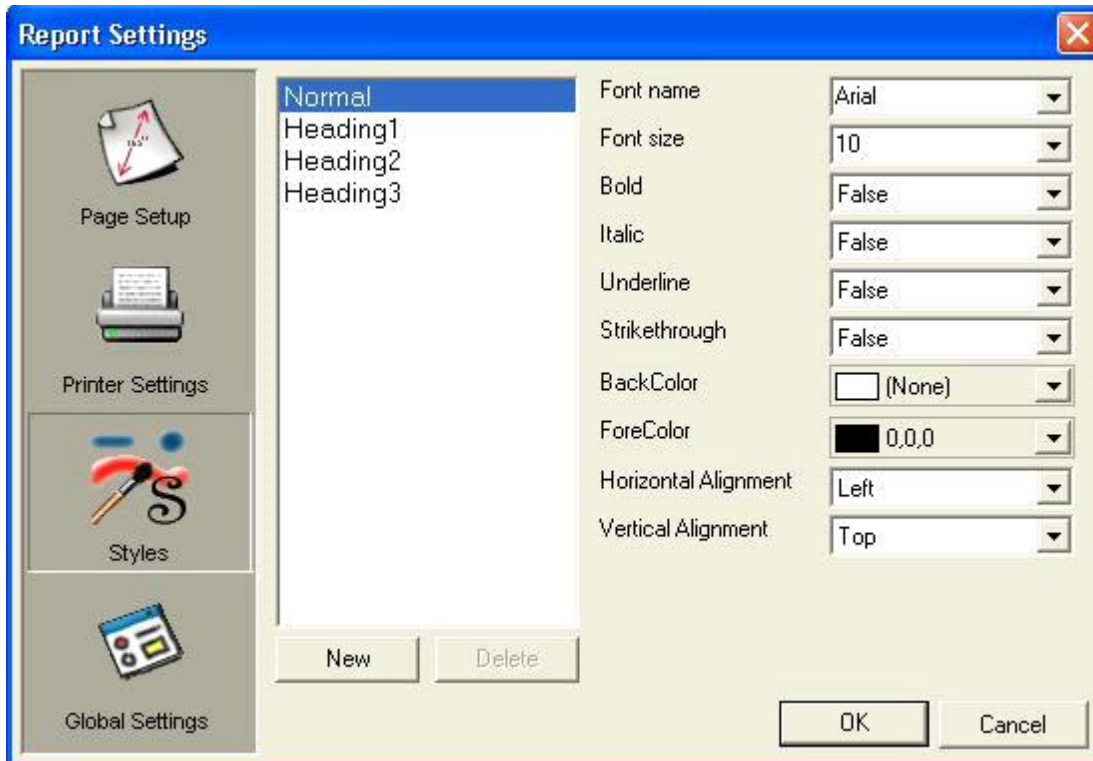 Report Settings
Page Setup
Printer Settings
Styles
Global Settings
Normal
Heading1
Heading2
Heading3
New
Delete
Font name
Arial
Font size
10
Bold
False
Italic
False
Underline
False
Strikethrough
False
BackColor
(None)
ForeColor
0,0,0
Horizontal Alignment
Left
Vertical Alignment
Top
OK
Cancel